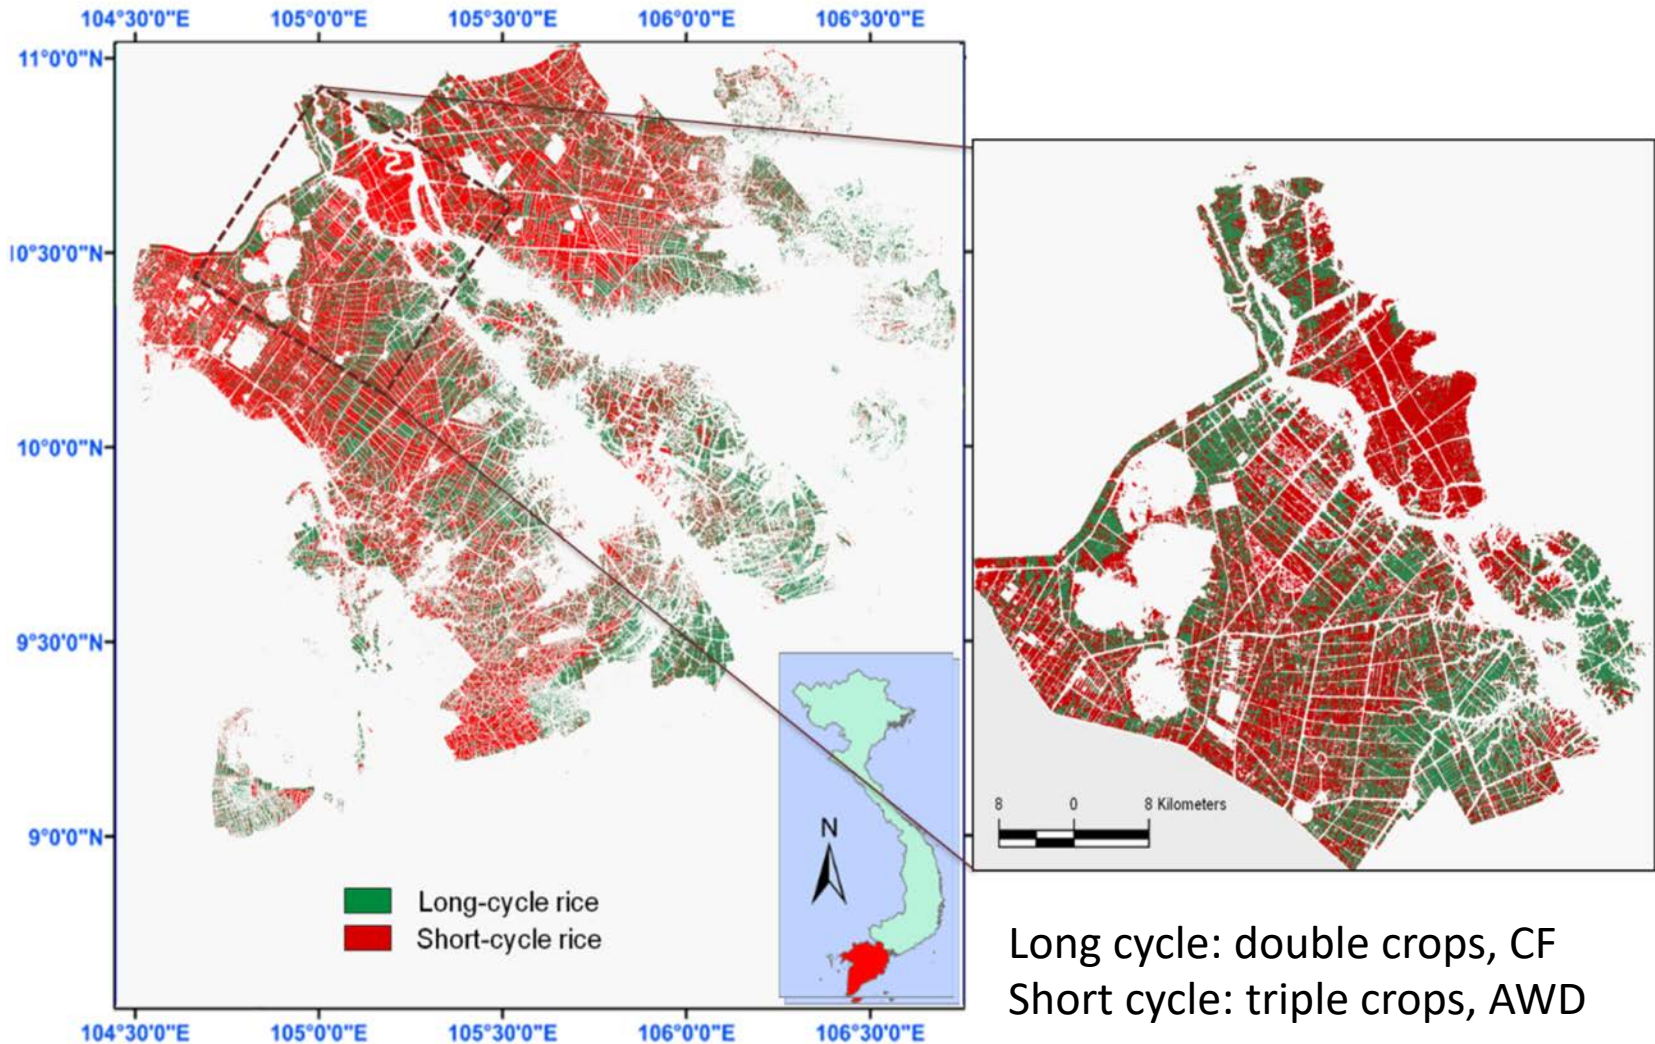 104°30'0"E 105°0'0"E 105°30'0"E 106°0'0"E 106°30'0"E
11°0'0"N
10°30'0"N
10°0'0"N
9°30'0"N
9°0'0"N
8 0 8 Kilometers
N
Long-cycle rice
Short-cycle rice
104°30'0"E 105°0'0"E 105°30'0"E 106°0'0"E 106°30'0"E
Long cycle: double crops, CF
Short cycle: triple crops, AWD